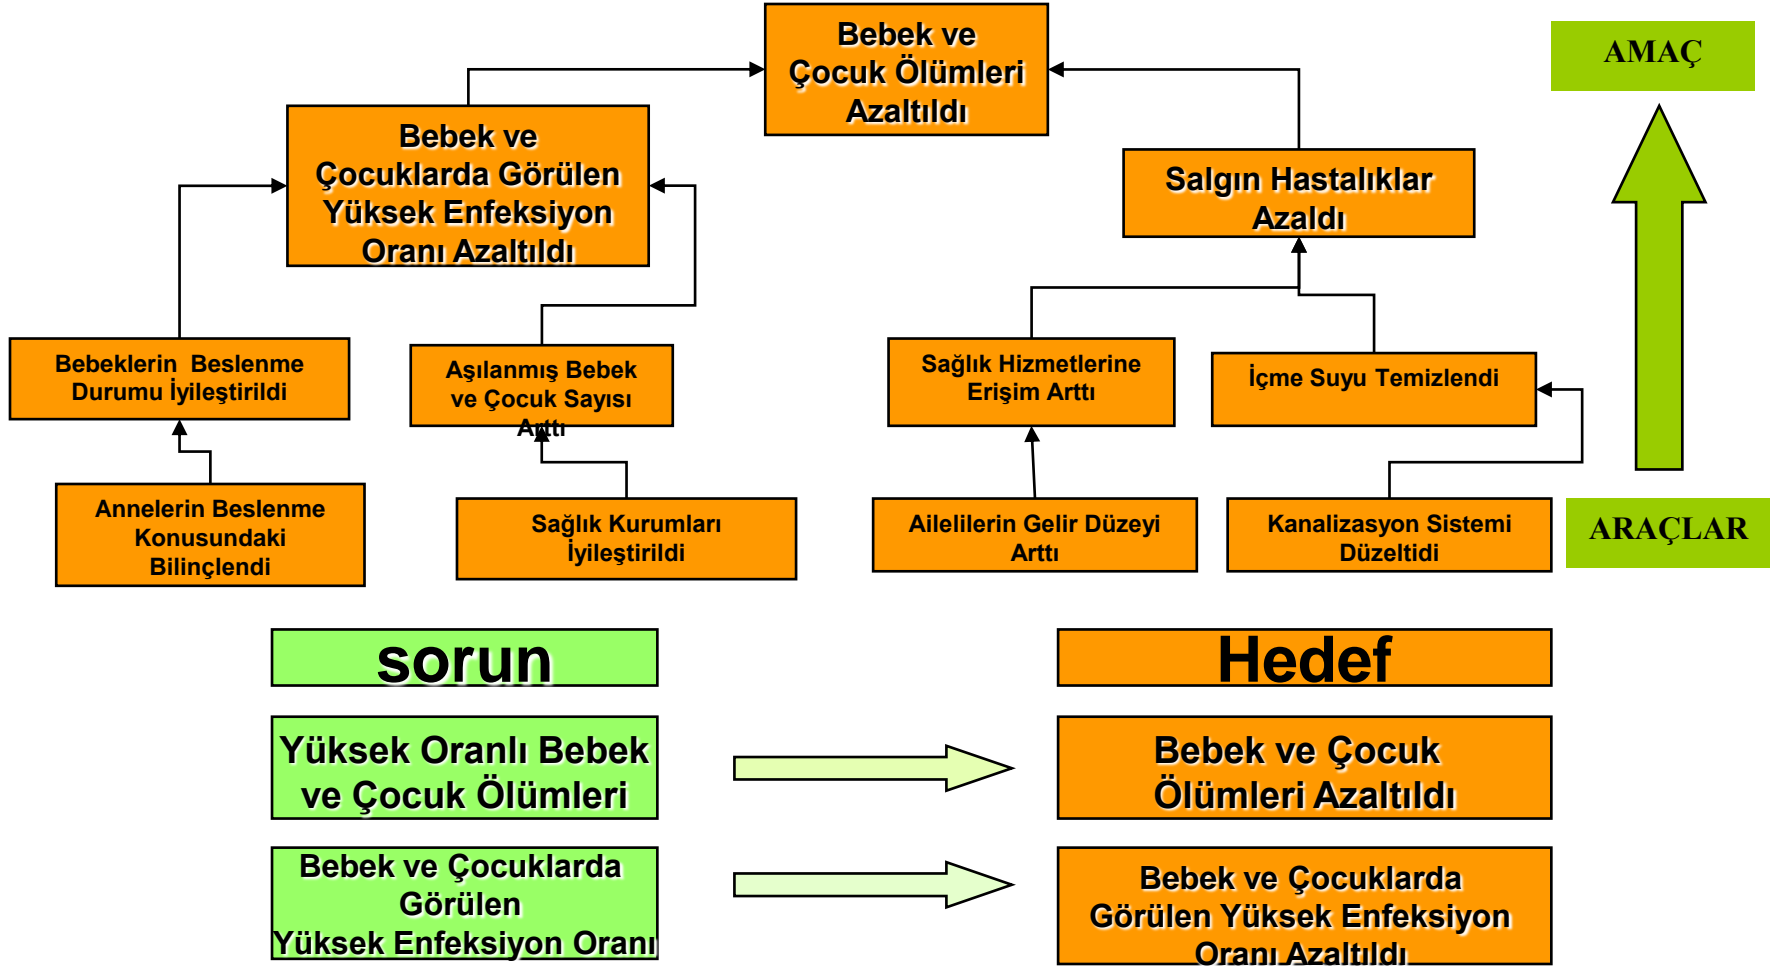 Bebek ve
Çocuk Ölümleri
Azaltıldı
AMAÇ
Bebek ve
Çocuklarda Görülen
Yüksek Enfeksiyon
Oranı Azaltıldı
Salgın Hastalıklar
Azaldı
Bebeklerin Beslenme
Durumu İyileştirildi
Aşılanmış Bebek
ve Çocuk Sayısı
Arttı
Sağlık Hizmetlerine
Erişim Arttı
İçme Suyu Temizlendi
Annelerin Beslenme
Konusundaki
Bilinçlendi
Sağlık Kurumları
İyileştirildi
Ailelilerin Gelir Düzeyi
Arttı
Kanalizasyon Sistemi
Düzeltidi
ARAÇLAR
sorun
Hedef
Yüksek Oranlı Bebek
ve Çocuk Ölümleri
Bebek ve Çocuk
Ölümleri Azaltıldı
Bebek ve Çocuklarda
Görülen
Yüksek Enfeksiyon Oranı
Bebek ve Çocuklarda
Görülen Yüksek Enfeksiyon
Oranı Azaltıldı